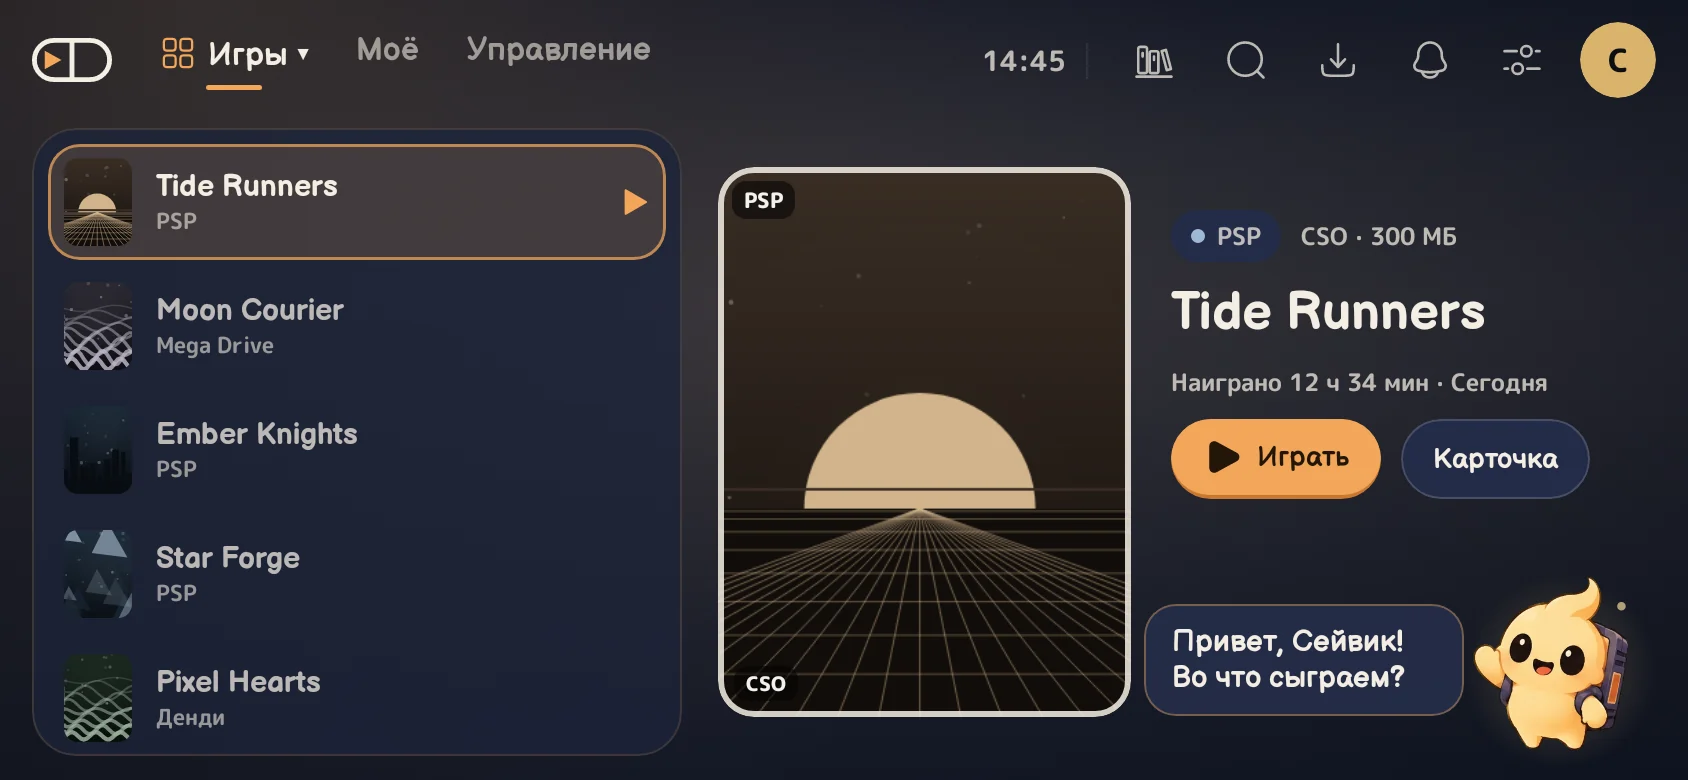 Игры ▾ Моё Управление 14:45 C
Tide Runners
PSP
Moon Courier
Mega Drive
Ember Knights
PSP
Star Forge
PSP
Pixel Hearts
Денди
PSP
CSO
PSP CSO · 300 МБ
Tide Runners
Наиграно 12 ч 34 мин · Сегодня
Играть Карточка
Привет, Сейвик!
Во что сыграем?